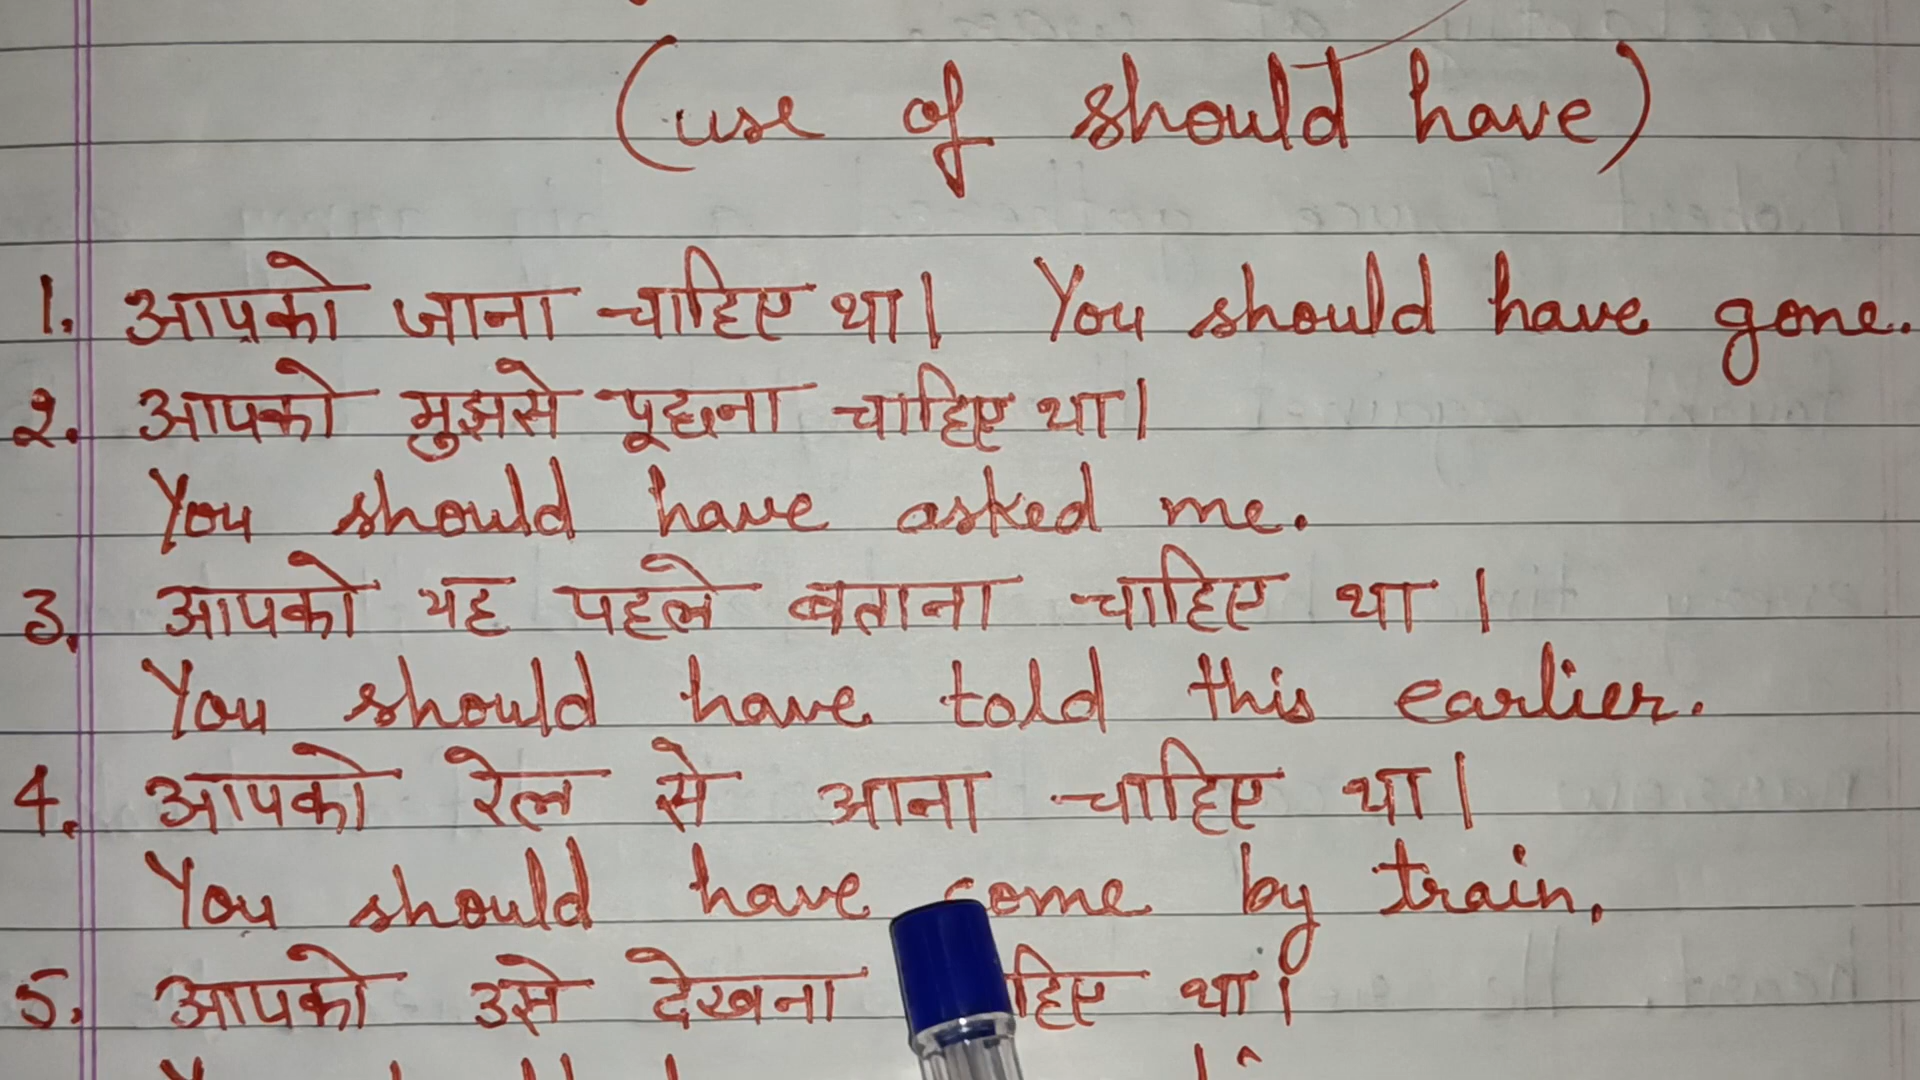 (use of should have)
1. आपको जाना चाहिए था। You should have gone.
2. आपको मुझसे पूछना चाहिए था।
You should have asked me.
3. आपको यह पहले बताना चाहिए था।
You should have told this earlier.
4. आपको रेल से आना चाहिए था।
You should have come by train.
5. आपको उसे देखना था।